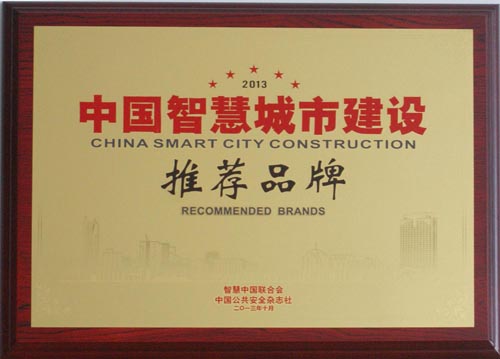 2013
中国智慧城市建设
CHINA SMART CITY CONSTRUCTION
推荐品牌
RECOMMENDED BRANDS
智慧中国联合会
中国公共安全杂志社
二〇一三年十月